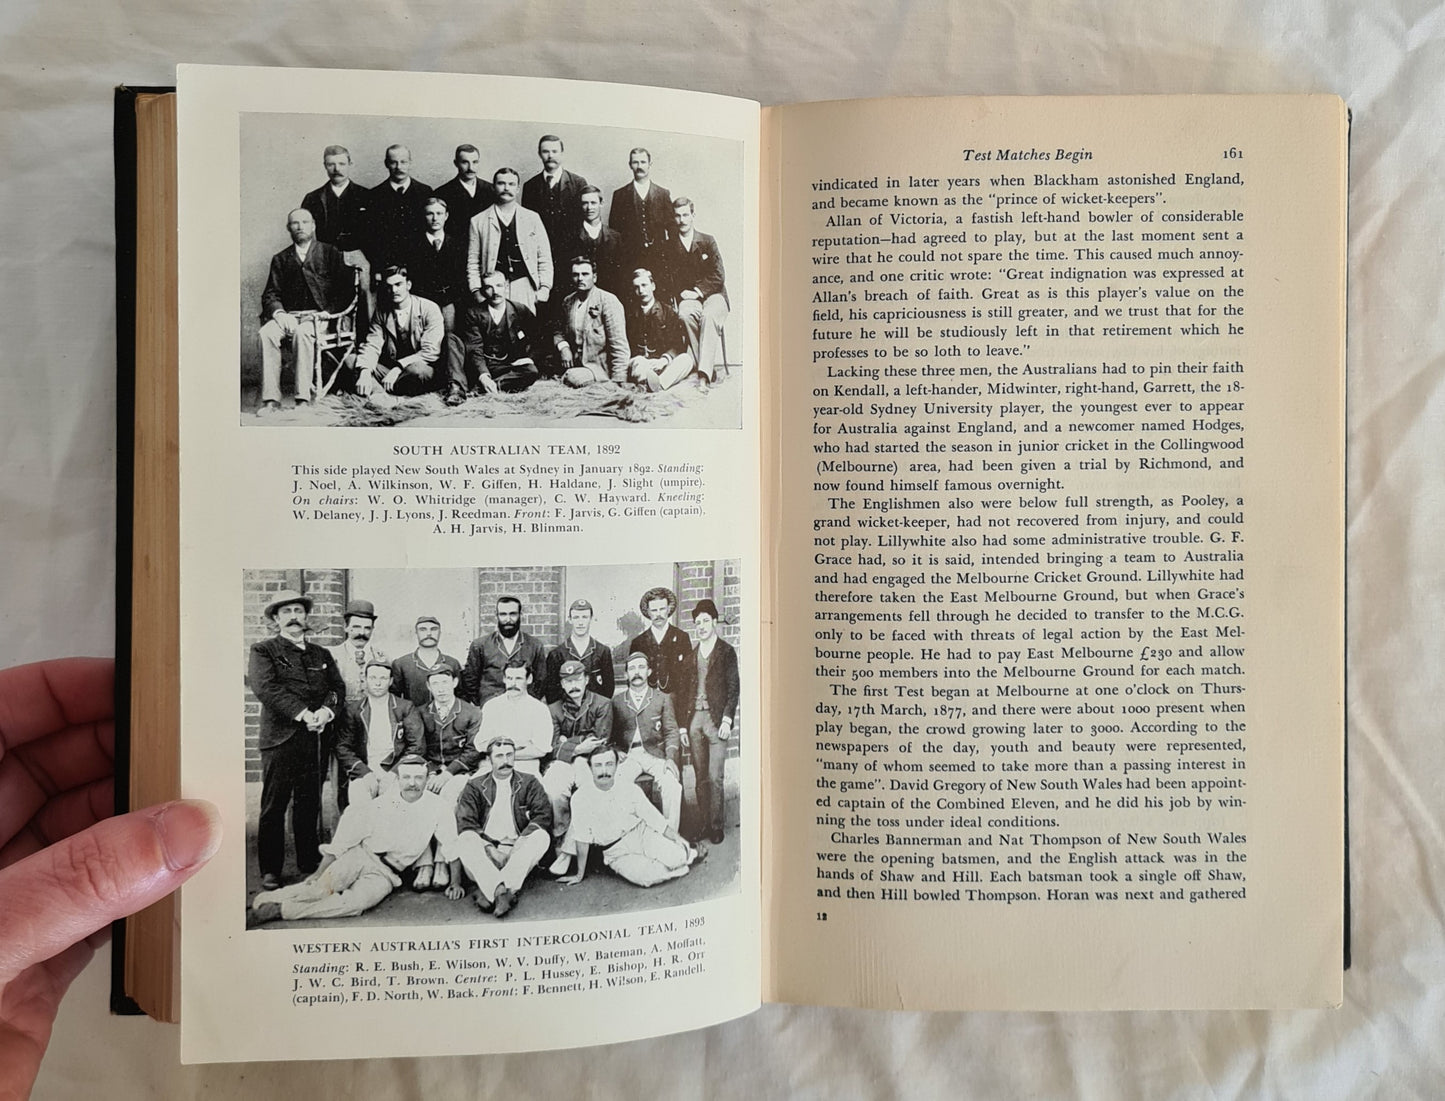 SOUTH AUSTRALIAN TEAM, 1892
This side played New South Wales at Sydney in January 1892. Standing:
J. Noel, A. Wilkinson, W. F. Giffen, H. Haldane, J. Slight (umpire).
On chairs: W. O. Whitridge (manager), C. W. Hayward. Kneeling:
W. Delaney, J. J. Lyons, J. Reedman. Front: F. Jarvis, G. Giffen (captain),
A. H. Jarvis, H. Blinman.
WESTERN AUSTRALIA'S FIRST INTERCOLONIAL TEAM, 1893
Standing: R. E. Bush, E. Wilson, W. V. Duffy, W. Bateman, A. Moffatt,
J. W. C. Bird, T. Brown. Centre: P. L. Hussey, E. Bishop, H. R. Orr
(captain), F. D. North, W. Back. Front: F. Bennett, H. Wilson, E. Randell.
Test Matches Begin 161
vindicated in later years when Blackham astonished England,
and became known as the "prince of wicket-keepers".
Allan of Victoria, a fastish left-hand bowler of considerable
reputation—had agreed to play, but at the last moment sent a
wire that he could not spare the time. This caused much annoy-
ance, and one critic wrote: "Great indignation was expressed at
Allan's breach of faith. Great as is this player's value on the
field, his capriciousness is still greater, and we trust that for the
future he will be studiously left in that retirement which he
professes to be so loth to leave."
Lacking these three men, the Australians had to pin their faith
on Kendall, a left-hander, Midwinter, right-hand, Garrett, the 18-
year-old Sydney University player, the youngest ever to appear
for Australia against England, and a newcomer named Hodges,
who had started the season in junior cricket in the Collingwood
(Melbourne) area, had been given a trial by Richmond, and
now found himself famous overnight.
The Englishmen also were below full strength, as Pooley, a
grand wicket-keeper, had not recovered from injury, and could
not play. Lillywhite also had some administrative trouble. G. F.
Grace had, so it is said, intended bringing a team to Australia
and had engaged the Melbourne Cricket Ground. Lillywhite had
therefore taken the East Melbourne Ground, but when Grace's
arrangements fell through he decided to transfer to the M.C.G.
only to be faced with threats of legal action by the East Mel-
bourne people. He had to pay East Melbourne £230 and allow
their 500 members into the Melbourne Ground for each match.
The first Test began at Melbourne at one o'clock on Thurs-
day, 17th March, 1877, and there were about 1000 present when
play began, the crowd growing later to 3000. According to the
newspapers of the day, youth and beauty were represented,
"many of whom seemed to take more than a passing interest in
the game". David Gregory of New South Wales had been appoint-
ed captain of the Combined Eleven, and he did his job by win-
ning the toss under ideal conditions.
Charles Bannerman and Nat Thompson of New South Wales
were the opening batsmen, and the English attack was in the
hands of Shaw and Hill. Each batsman took a single off Shaw,
and then Hill bowled Thompson. Horan was next and gathered
12